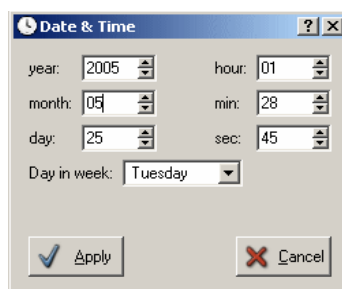 Date & Time
year: 2005 hour: 01
month: 05 min: 28
day: 25 sec: 45
Day in week: Tuesday
Apply Cancel